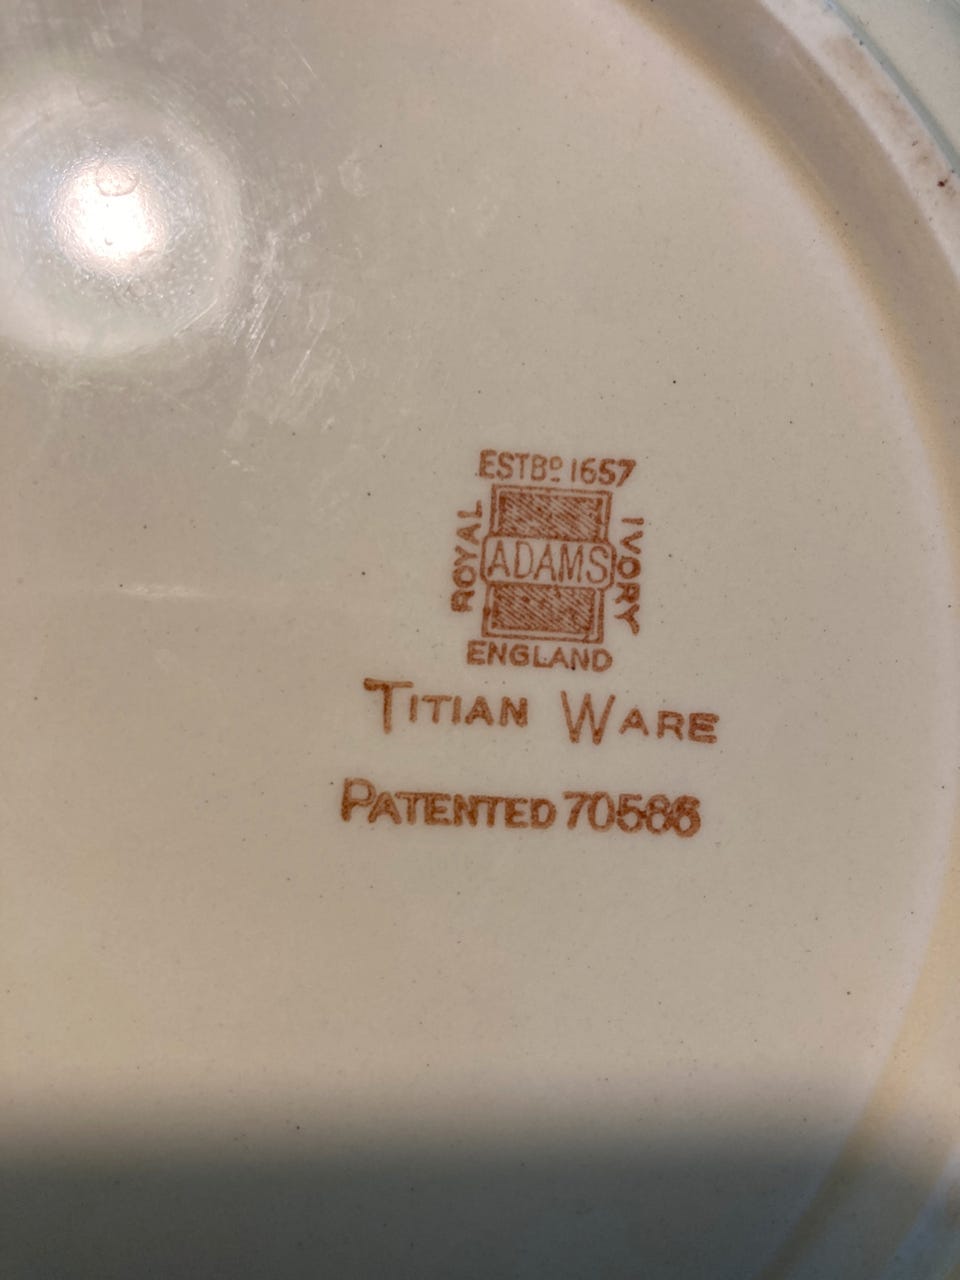 ESTBD 1657
ROYAL
ADAMS
IVORY
ENGLAND
TITIAN WARE
PATENTED 70586